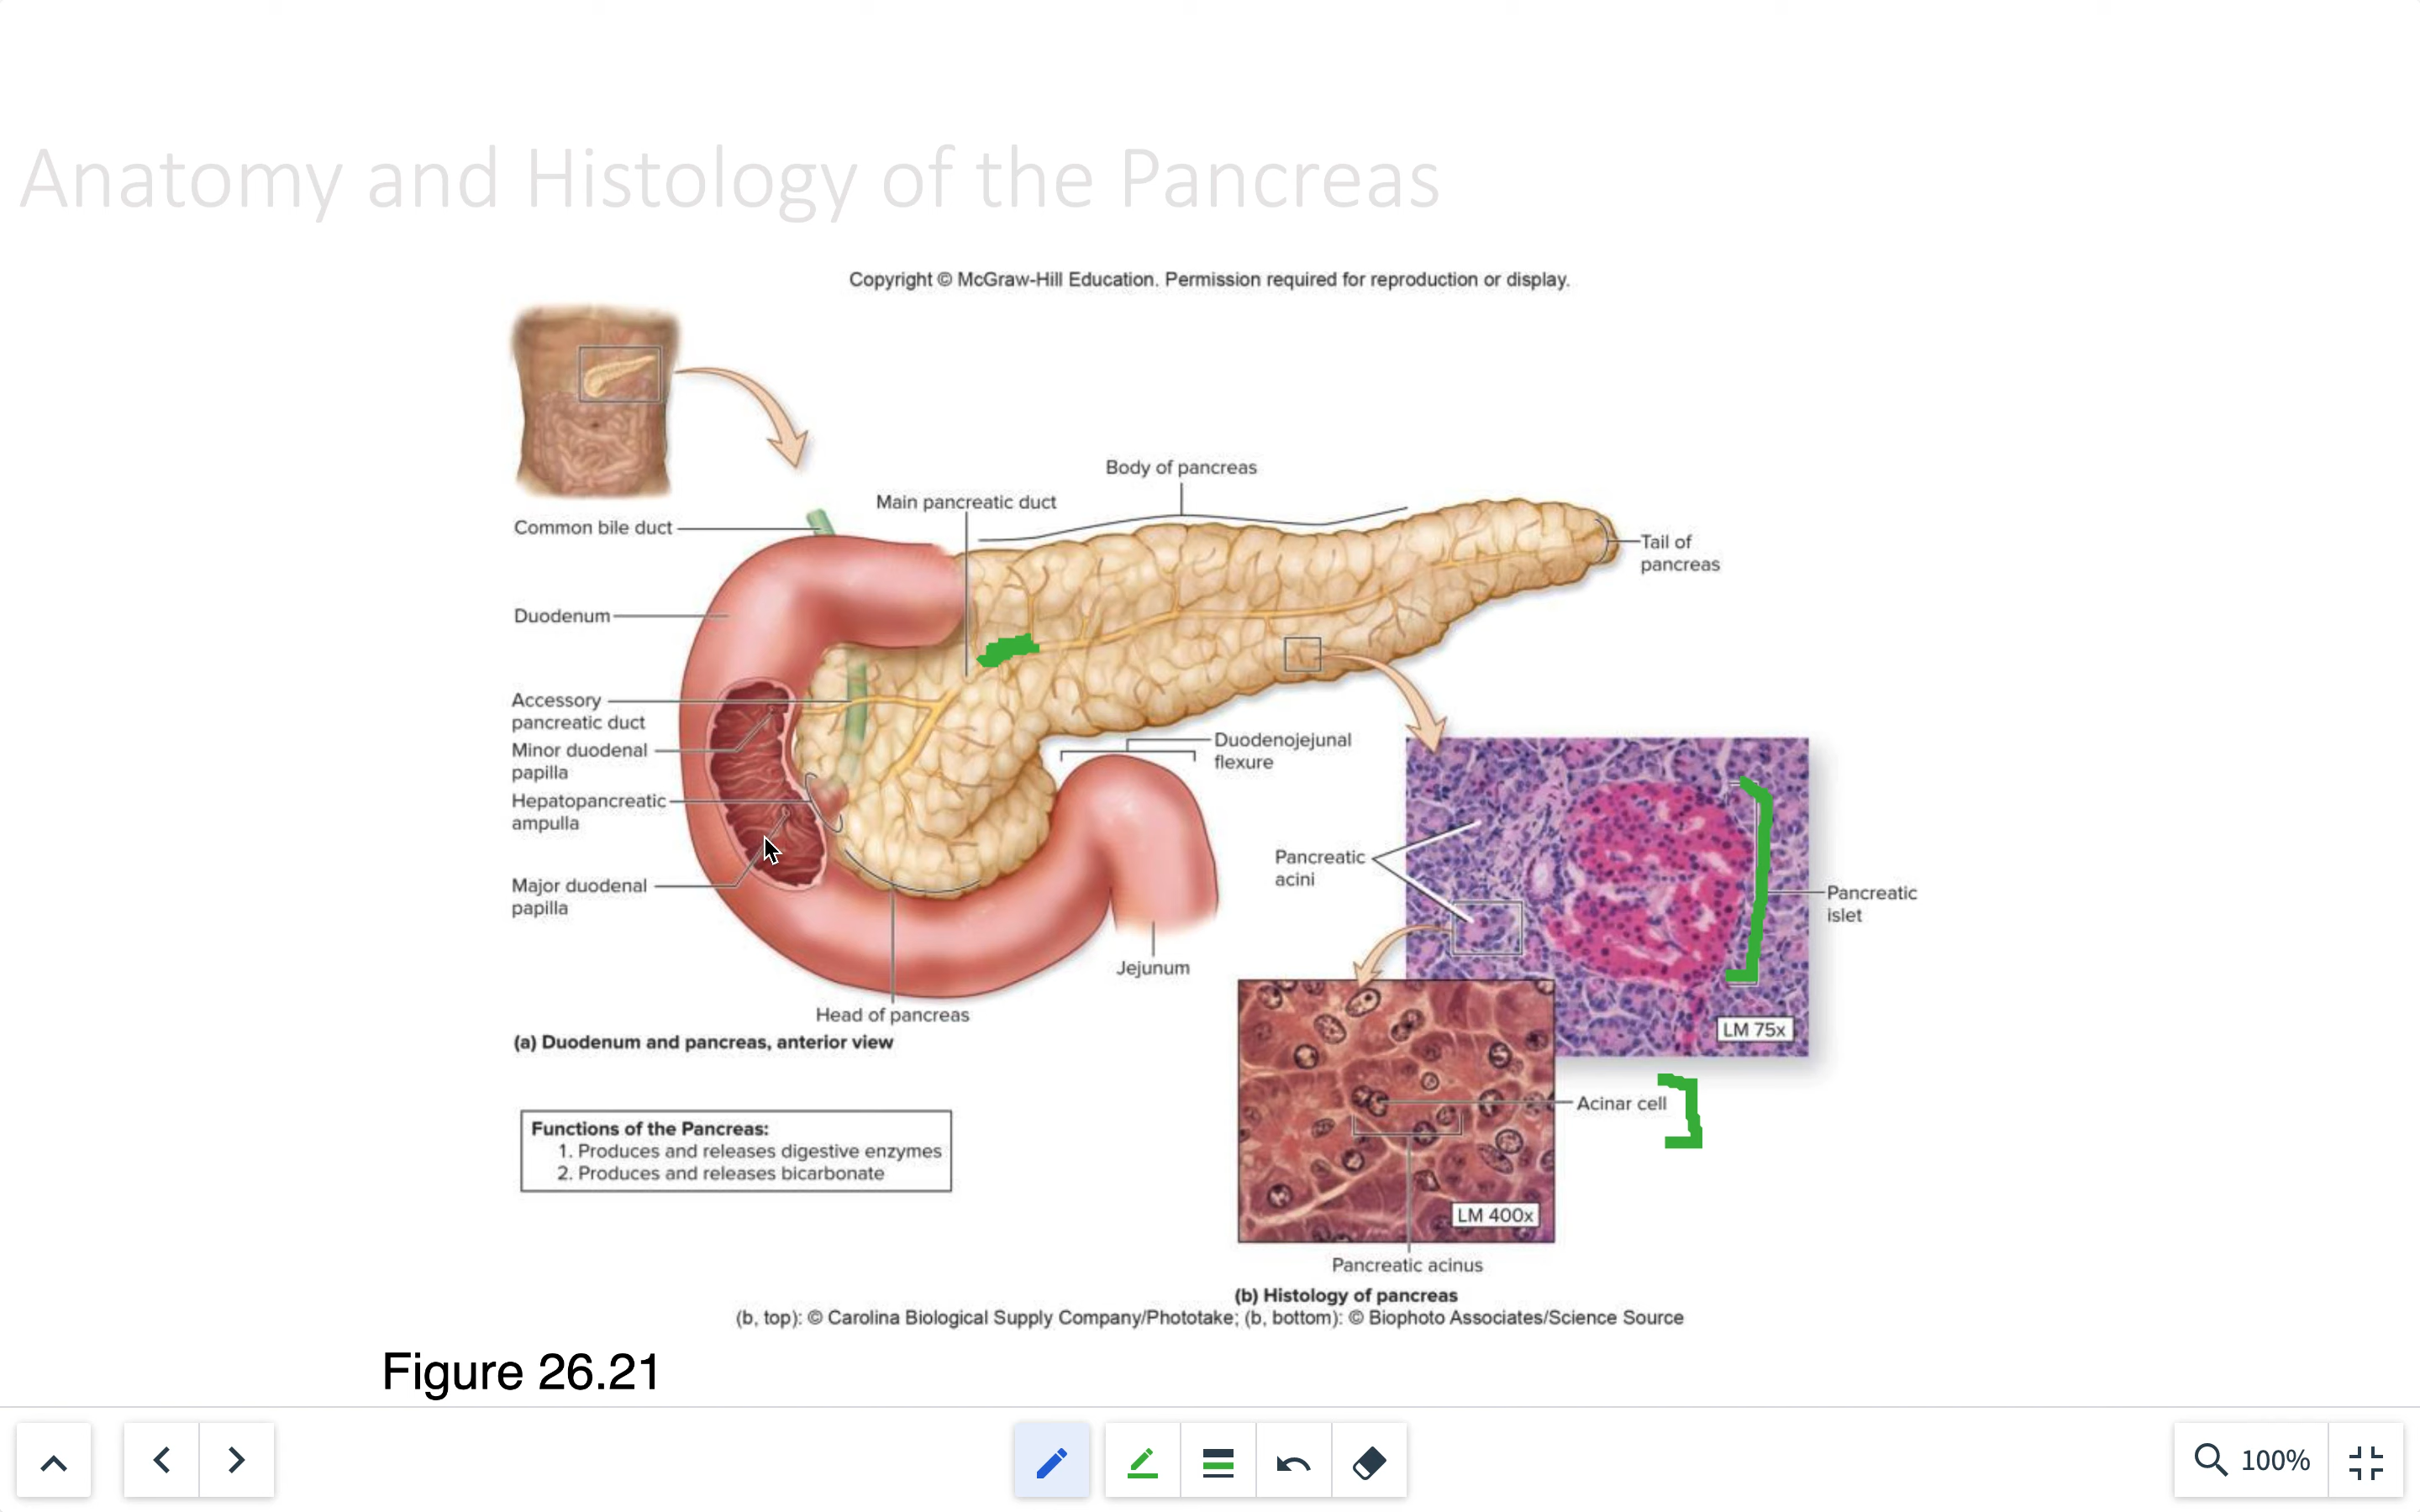 Anatomy and Histology of the Pancreas
Copyright © McGraw-Hill Education. Permission required for reproduction or display.
Body of pancreas
Main pancreatic duct
Common bile duct
Tail of
pancreas
Duodenum
Accessory
pancreatic duct
Minor duodenal
papilla
Duodenojejunal
flexure
Hepatopancreatic
ampulla
Pancreatic
acini
Major duodenal
papilla
Pancreatic
islet
Jejunum
Head of pancreas
LM 75x
(a) Duodenum and pancreas, anterior view
Acinar cell
Functions of the Pancreas:
1. Produces and releases digestive enzymes
2. Produces and releases bicarbonate
LM 400x
Pancreatic acinus
(b) Histology of pancreas
(b, top): © Carolina Biological Supply Company/Phototake; (b, bottom): © Biophoto Associates/Science Source
Figure 26.21
100%